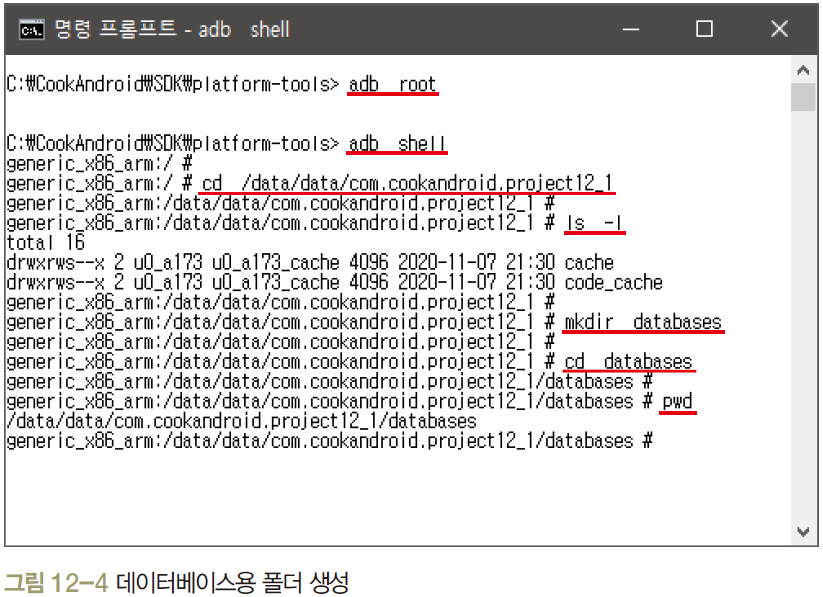 명령 프롬프트 - adb shell
C:\CookAndroid\SDK\platform-tools> adb root
C:\CookAndroid\SDK\platform-tools> adb shell
generic_x86_arm:/ #
generic_x86_arm:/ # cd /data/data/com.cookandroid.project12_1
generic_x86_arm:/data/data/com.cookandroid.project12_1 #
generic_x86_arm:/data/data/com.cookandroid.project12_1 # ls -l
total 16
drwxrws--x 2 u0_a173 u0_a173_cache 4096 2020-11-07 21:30 cache
drwxrws--x 2 u0_a173 u0_a173_cache 4096 2020-11-07 21:30 code_cache
generic_x86_arm:/data/data/com.cookandroid.project12_1 #
generic_x86_arm:/data/data/com.cookandroid.project12_1 # mkdir databases
generic_x86_arm:/data/data/com.cookandroid.project12_1 #
generic_x86_arm:/data/data/com.cookandroid.project12_1 # cd databases
generic_x86_arm:/data/data/com.cookandroid.project12_1/databases #
generic_x86_arm:/data/data/com.cookandroid.project12_1/databases # pwd
/data/data/com.cookandroid.project12_1/databases
generic_x86_arm:/data/data/com.cookandroid.project12_1/databases #
그림 12-4 데이터베이스용 폴더 생성